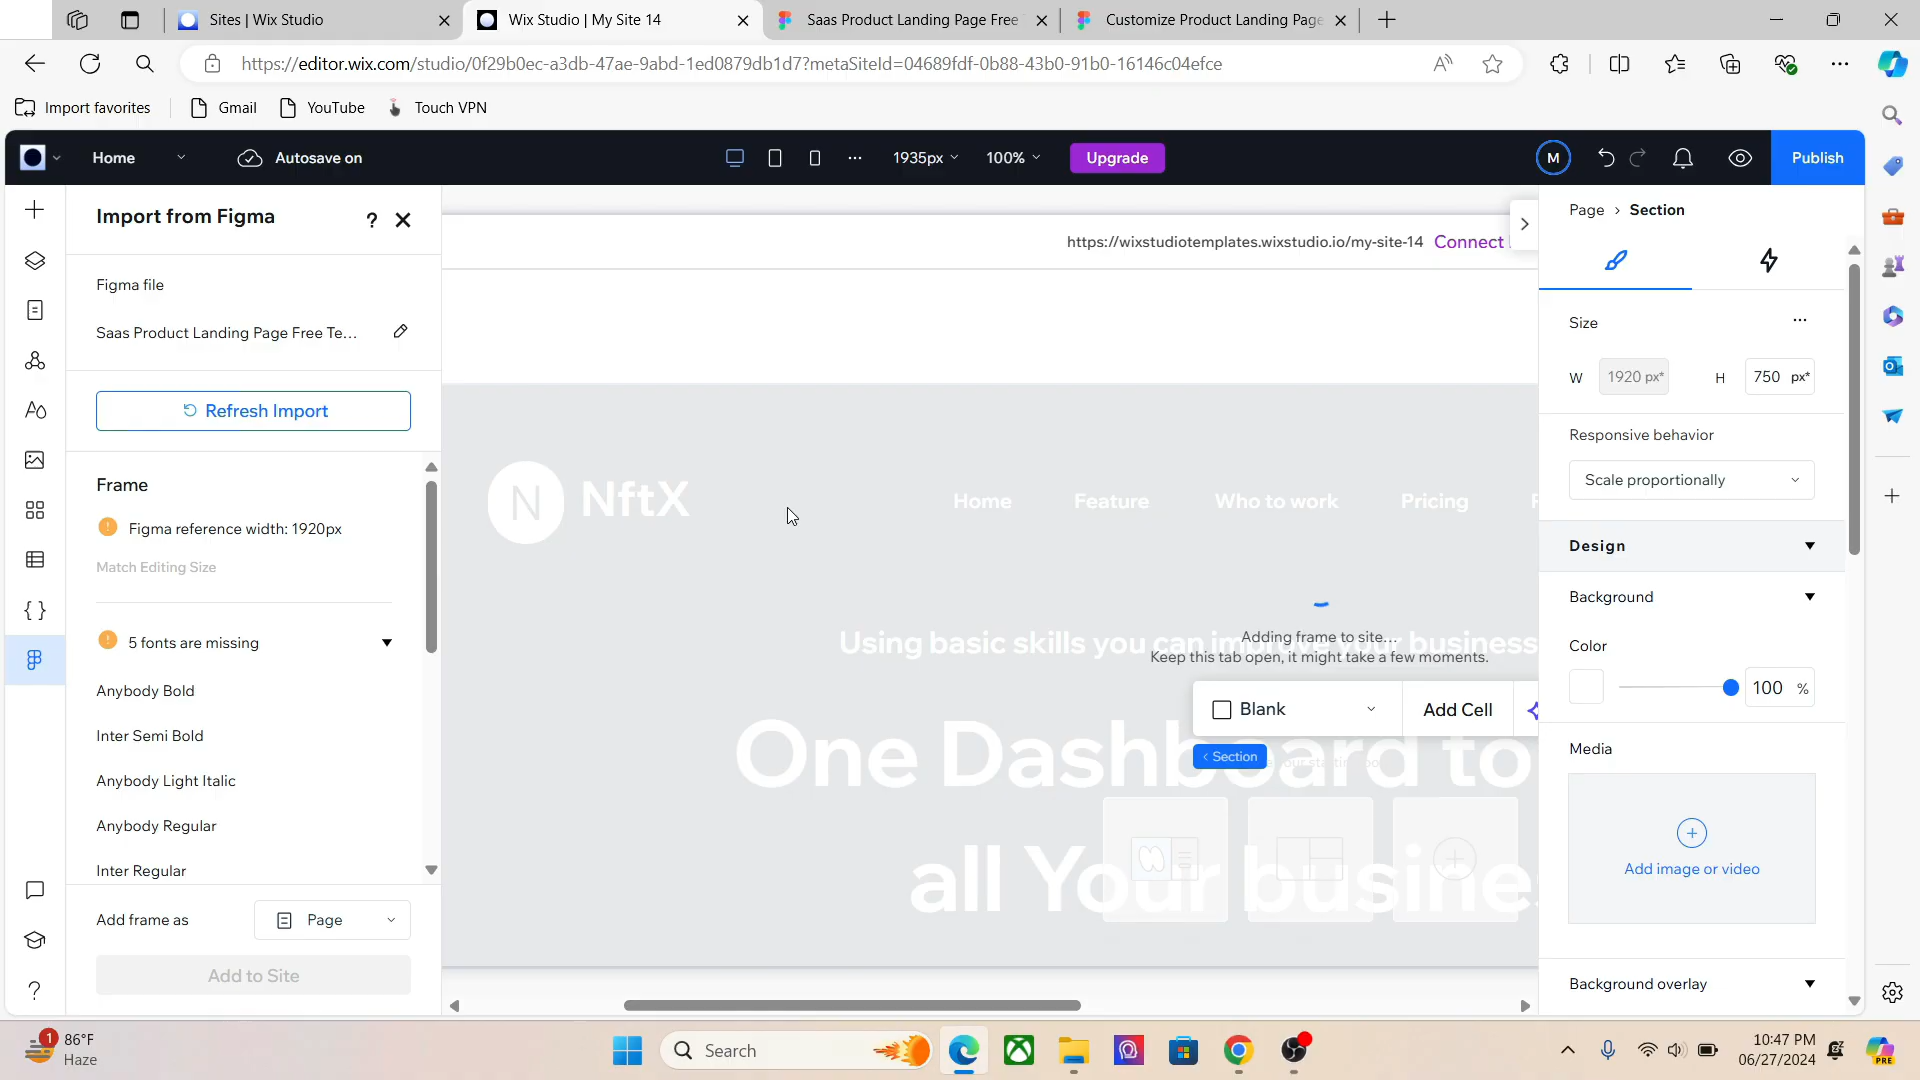 Sites | Wix Studio
Wix Studio | My Site 14
Saas Product Landing Page Free
Customize Product Landing Page
https://editor.wix.com/studio/0f29b0ec-a3db-47ae-9abd-1ed0879db1d7?metaSiteId=04689fdf-0b88-43b0-91b0-16146c04efce
Import favorites
Gmail
YouTube
Touch VPN
Home
Autosave on
1935px
100%
Upgrade
M
Publish
Import from Figma
?
Figma file
Saas Product Landing Page Free Te...
Refresh Import
Frame
Figma reference width: 1920px
Match Editing Size
5 fonts are missing
Anybody Bold
Inter Semi Bold
Anybody Light Italic
Anybody Regular
Inter Regular
Add frame as
Page
Add to Site
https://wixstudiotemplates.wixstudio.io/my-site-14
Connect
N
NftX
Home
Feature
Who to work
Pricing
Using basic skills you can improve your business
Adding frame to site...
Keep this tab open, it might take a few moments.
Blank
Add Cell
< Section
One Dashboard to
all Your busines
Page > Section
Size
W
1920 px*
H
750 px*
Responsive behavior
Scale proportionally
Design
Background
Color
100 %
Media
Add image or video
Background overlay
1
86°F
Haze
Search
10:47 PM
06/27/2024
PRE